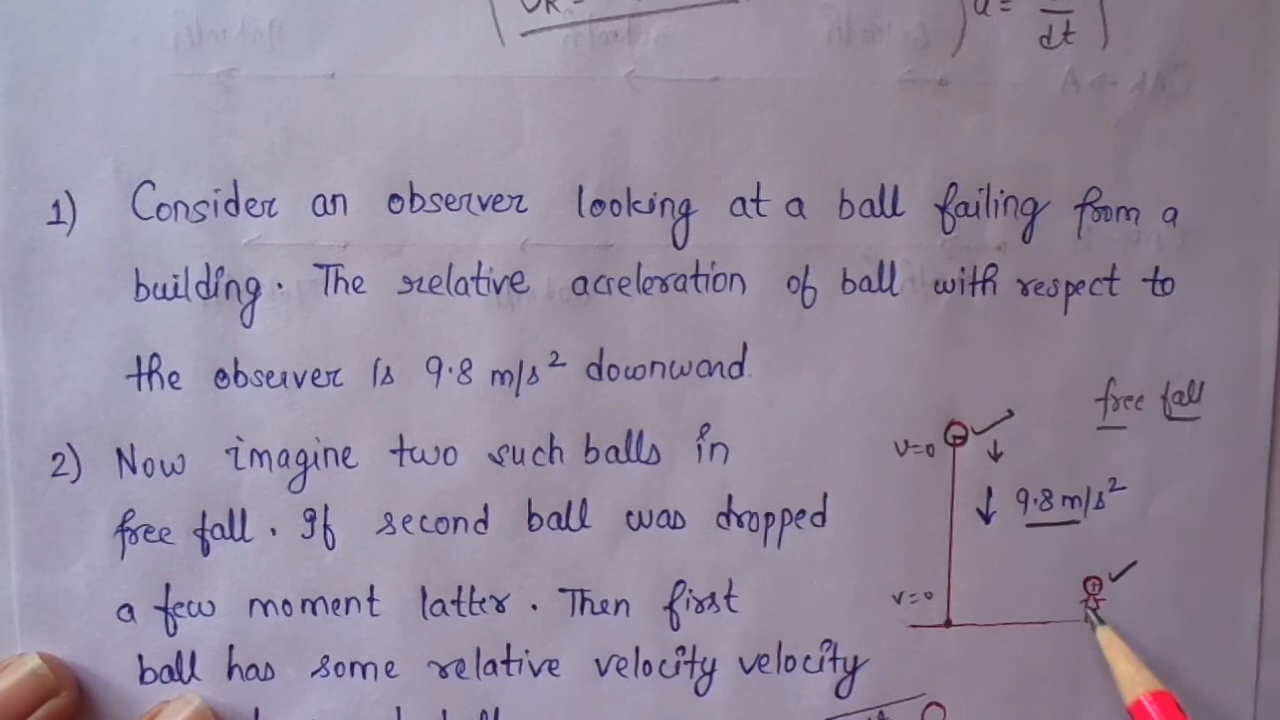 a =
dt
1) Consider an observer looking at a ball failing from a
building. The relative acceleration of ball with respect to
the observer is 9.8 m/s² downward.
2) Now imagine two such balls in
free fall. If second ball was dropped
a few moment latter. Then first
ball has some relative velocity velocity
free fall
v=0
9.8 m/s²
v=0